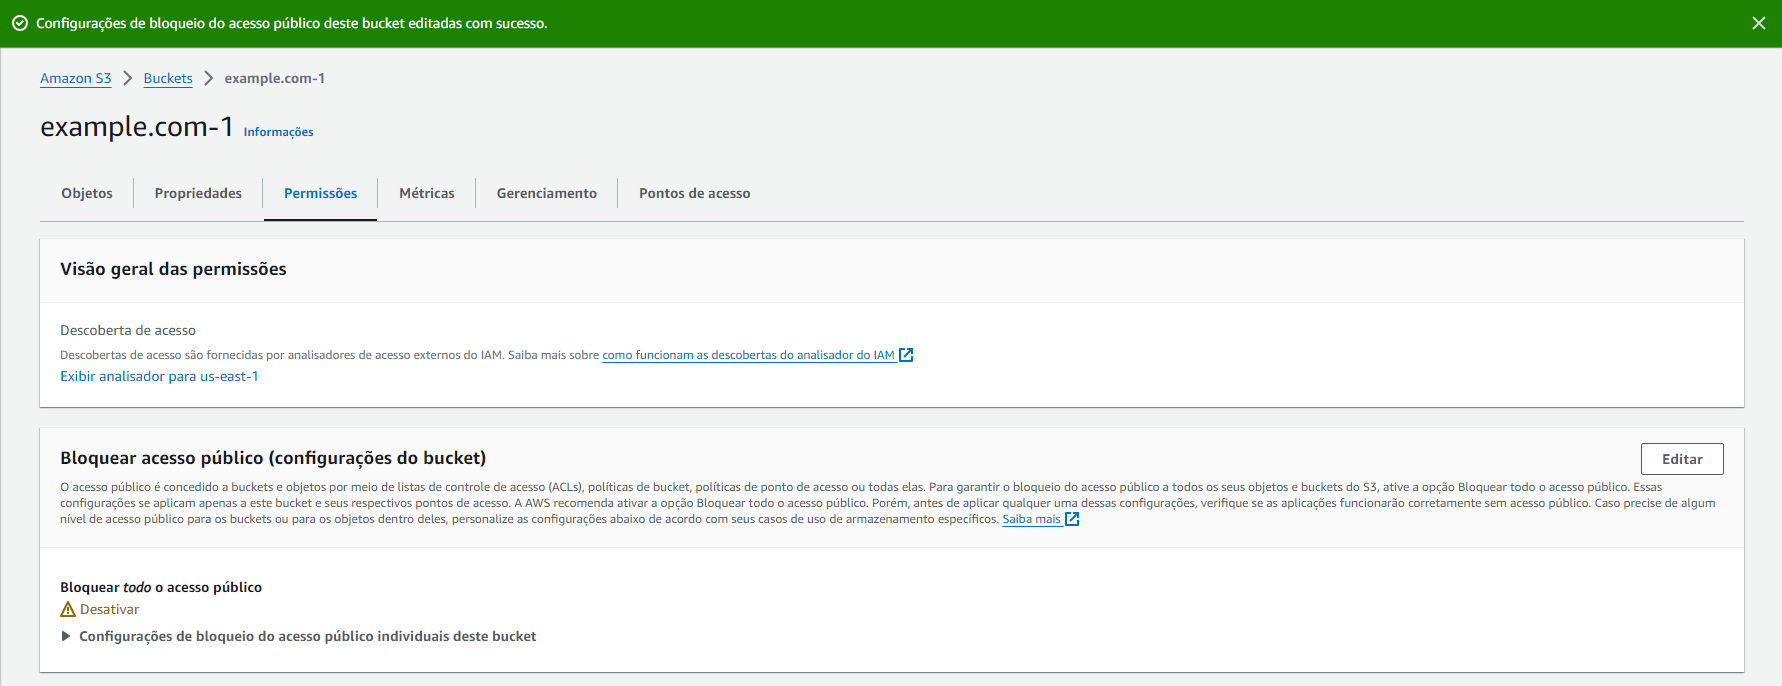 Configurações de bloqueio do acesso público deste bucket editadas com sucesso.
Amazon S3 > Buckets > example.com-1
example.com-1 Informações
Objetos Propriedades Permissões Métricas Gerenciamento Pontos de acesso
Visão geral das permissões
Descoberta de acesso
Descobertas de acesso são fornecidas por analisadores de acesso externos do IAM. Saiba mais sobre como funcionam as descobertas do analisador do IAM
Exibir analisador para us-east-1
Bloquear acesso público (configurações do bucket)
Editar
O acesso público é concedido a buckets e objetos por meio de listas de controle de acesso (ACLs), políticas de bucket, políticas de ponto de acesso ou todas elas. Para garantir o bloqueio do acesso público a todos os seus objetos e buckets do S3, ative a opção Bloquear todo o acesso público. Essas
configurações se aplicam apenas a este bucket e seus respectivos pontos de acesso. A AWS recomenda ativar a opção Bloquear todo o acesso público. Porém, antes de aplicar qualquer uma dessas configurações, verifique se as aplicações funcionarão corretamente sem acesso público. Caso precise de algum
nível de acesso público para os buckets ou para os objetos dentro deles, personalize as configurações abaixo de acordo com seus casos de uso de armazenamento específicos. Saiba mais
Bloquear todo o acesso público
Desativar
Configurações de bloqueio do acesso público individuais deste bucket